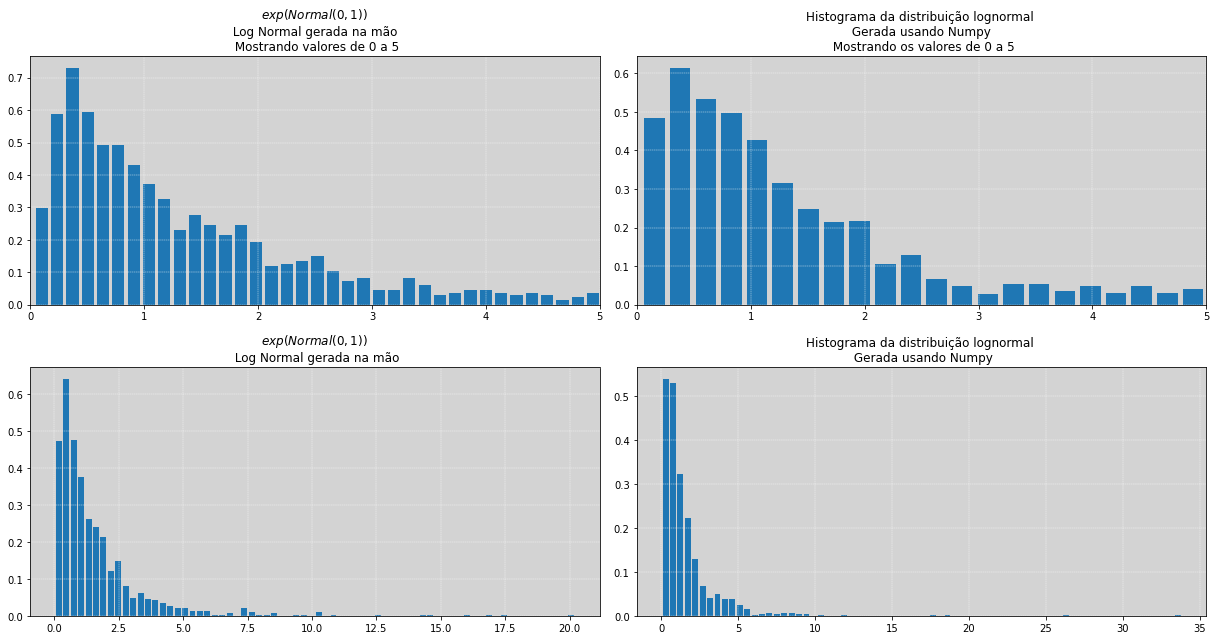 exp(Normal(0, 1))
Log Normal gerada na mão
Mostrando valores de 0 a 5
0.7
0.6
0.5
0.4
0.3
0.2
0.1
0.0
0 1 2 3 4 5
Histograma da distribuição lognormal
Gerada usando Numpy
Mostrando os valores de 0 a 5
0.6
0.5
0.4
0.3
0.2
0.1
0.0
0 1 2 3 4 5
exp(Normal(0, 1))
Log Normal gerada na mão
0.6
0.5
0.4
0.3
0.2
0.1
0.0
0.0 2.5 5.0 7.5 10.0 12.5 15.0 17.5 20.0
Histograma da distribuição lognormal
Gerada usando Numpy
0.5
0.4
0.3
0.2
0.1
0.0
0 5 10 15 20 25 30 35